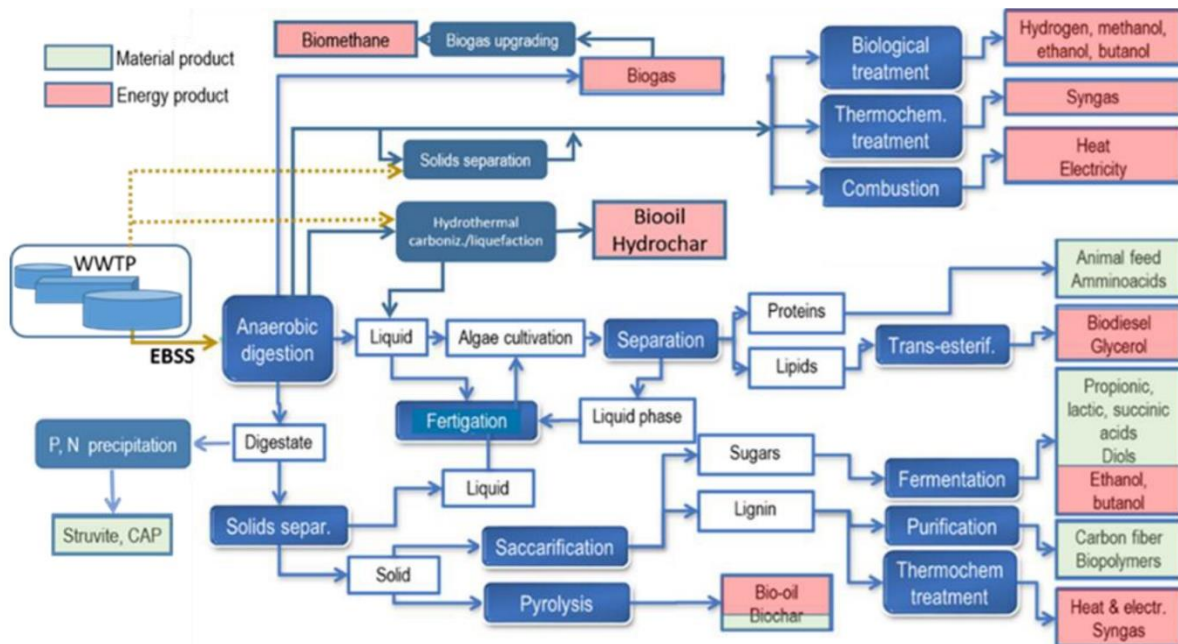 Material product
Energy product
Biomethane
Biogas upgrading
Biogas
Biological
treatment
Hydrogen, methanol,
ethanol, butanol
Thermochem.
treatment
Syngas
Solids separation
Combustion
Heat
Electricity
Hydrothermal
carboniz./liquefaction
Biooil
Hydrochar
WWTP
EBSS
Anaerobic
digestion
Liquid
Algae cultivation
Separation
Proteins
Animal feed
Amminoacids
Lipids
Trans-esterif.
Biodiesel
Glycerol
Fertigation
Liquid phase
P, N precipitation
Digestate
Liquid
Sugars
Fermentation
Propionic,
lactic, succinic
acids
Diols
Ethanol,
butanol
Struvite, CAP
Solids separ.
Saccarification
Lignin
Purification
Carbon fiber
Biopolymers
Solid
Pyrolysis
Bio-oil
Biochar
Thermochem
treatment
Heat & electr.
Syngas